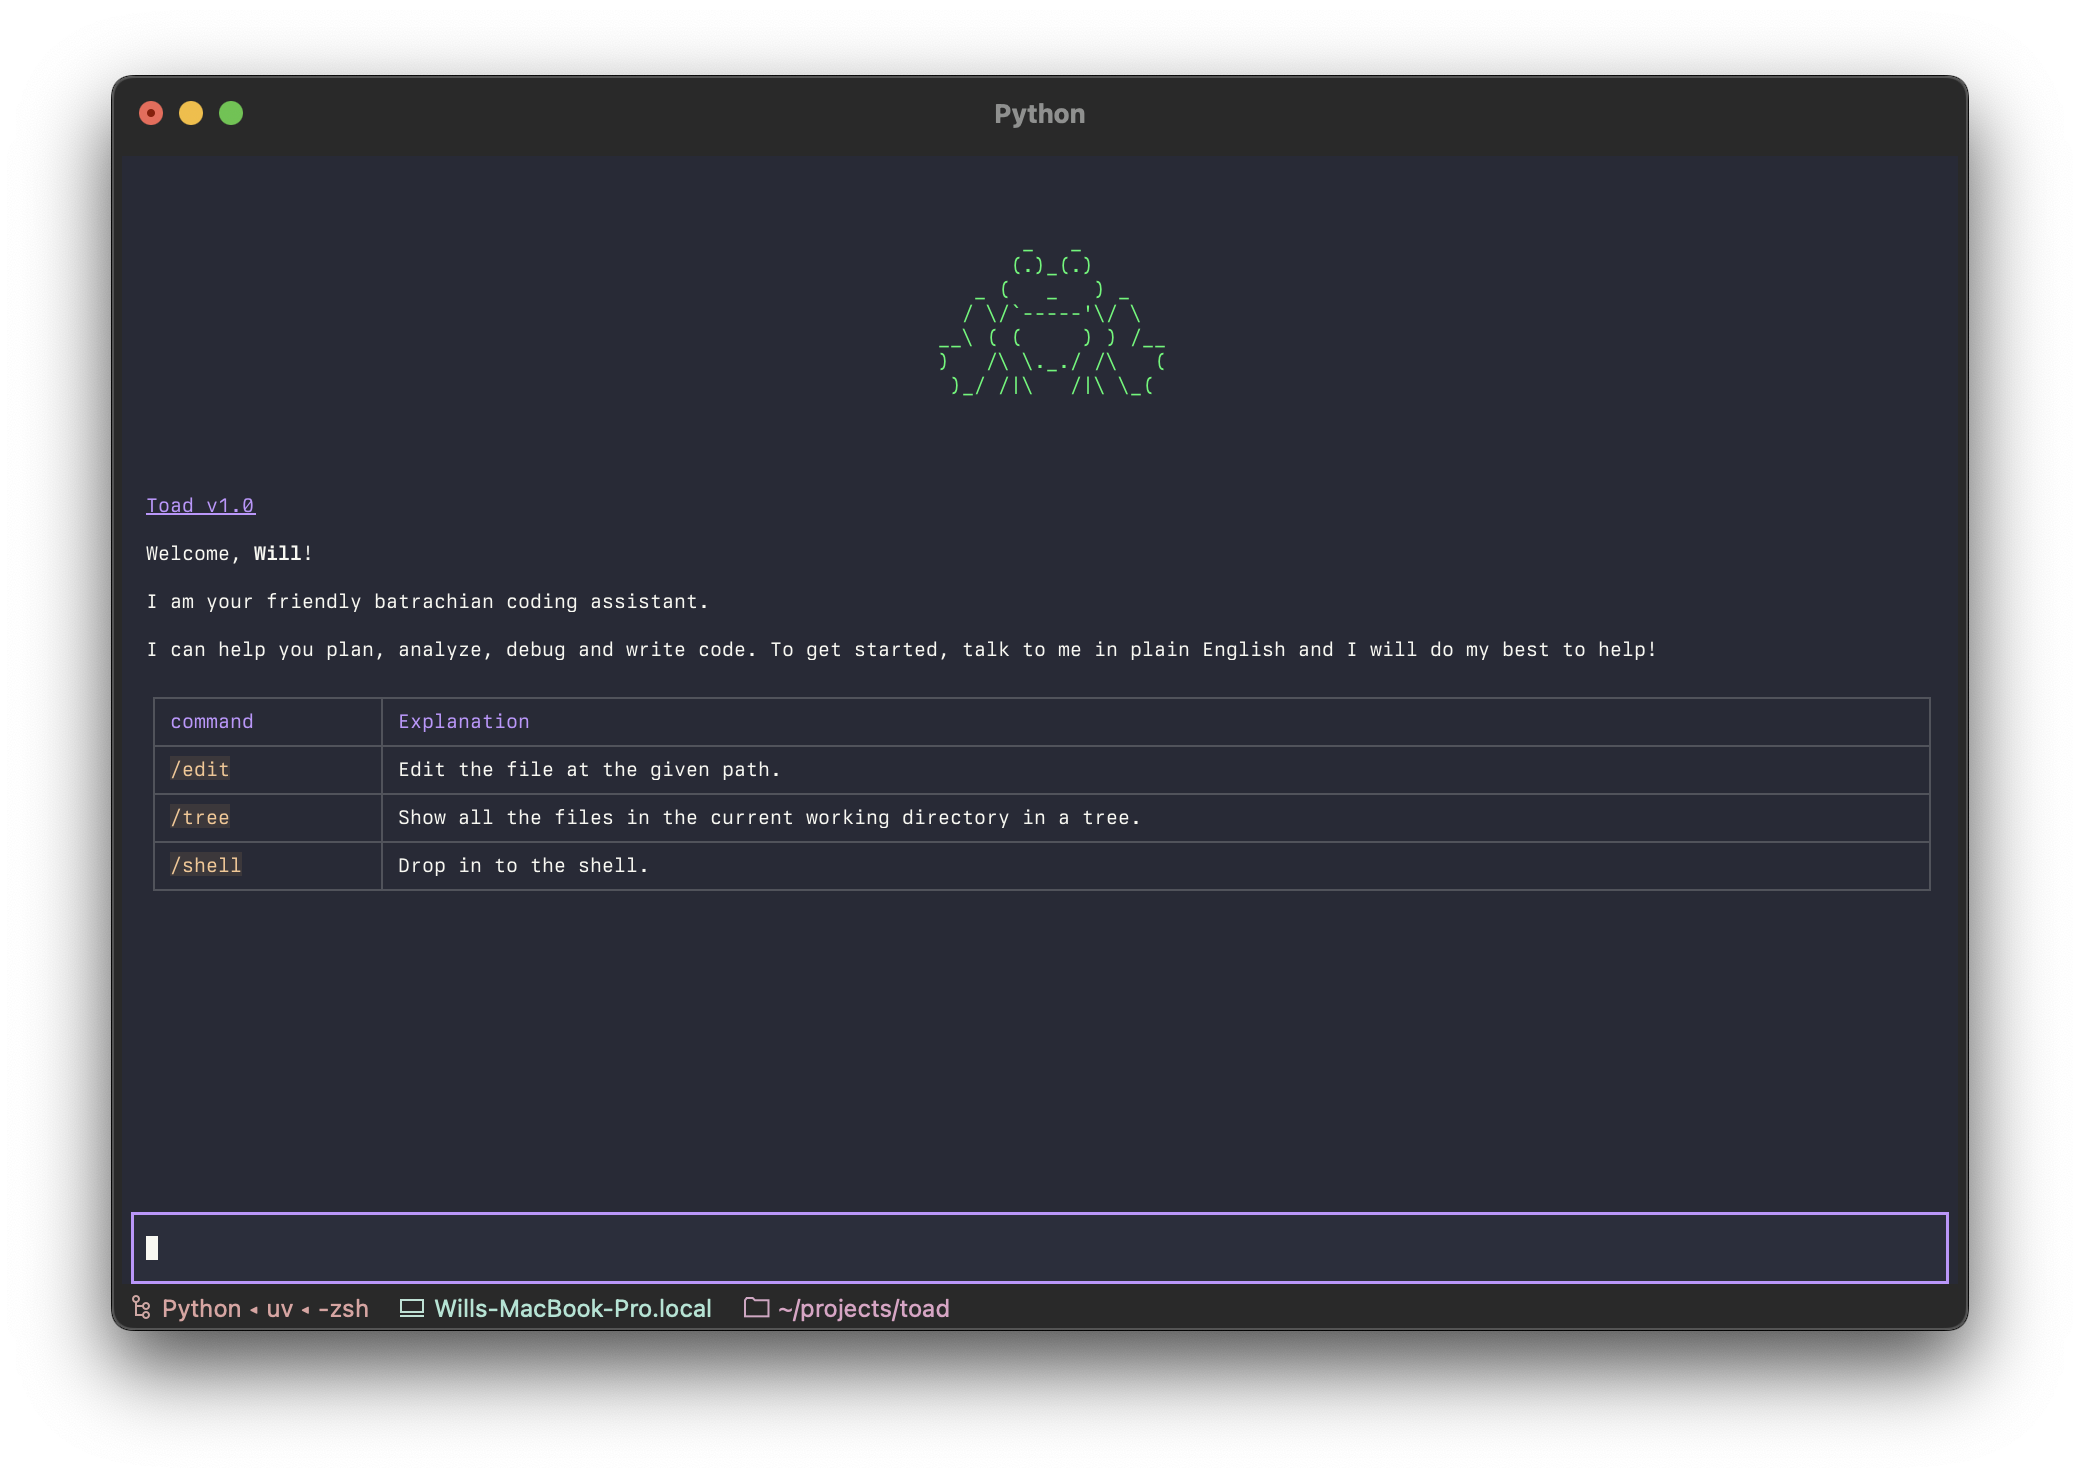 Python
       _   _
      (.)_(.)
   _ (   _   ) _
  / \/`-----'\/ \
__\ ( (     ) ) /__
)   /\ \._./ /\   (
 )_/ /|\   /|\ \_(
Toad v1.0
Welcome, Will!
I am your friendly batrachian coding assistant.
I can help you plan, analyze, debug and write code. To get started, talk to me in plain English and I will do my best to help!
command Explanation
/edit Edit the file at the given path.
/tree Show all the files in the current working directory in a tree.
/shell Drop in to the shell.
Python ◂ uv ◂ -zsh Wills-MacBook-Pro.local ~/projects/toad